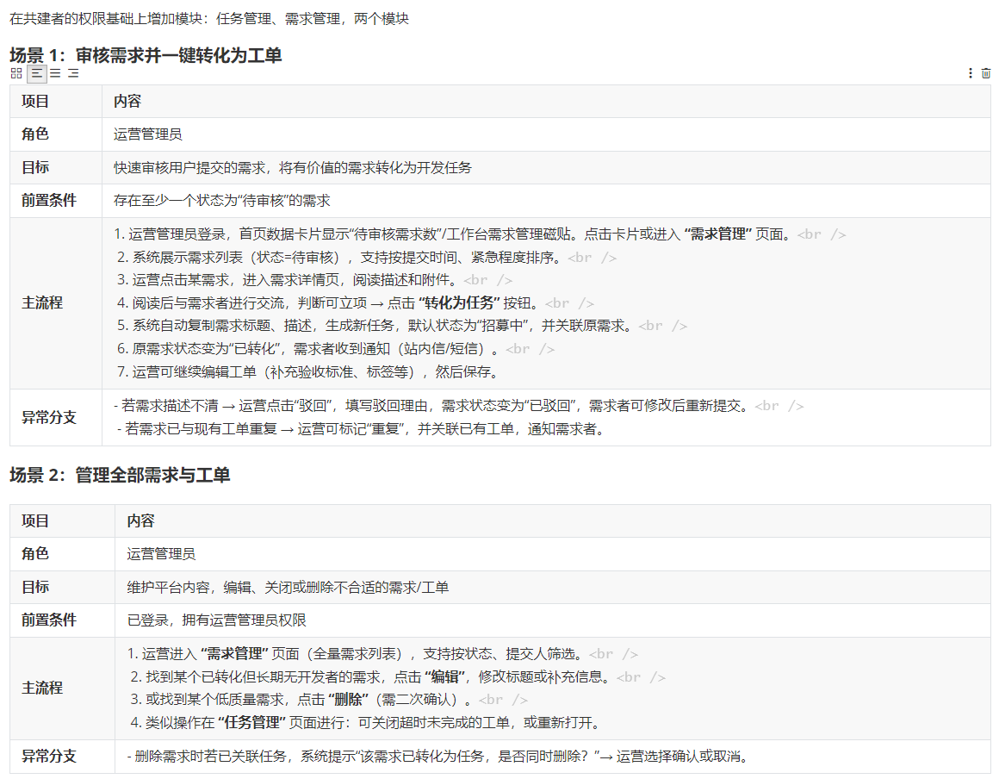 在共建者的权限基础上增加模块：任务管理、需求管理，两个模块
场景 1：审核需求并一键转化为工单
项目 内容
角色 运营管理员
目标 快速审核用户提交的需求，将有价值的需求转化为开发任务
前置条件 存在至少一个状态为“待审核”的需求
主流程
1. 运营管理员登录，首页数据卡片显示“待审核需求数”/工作台需求管理磁贴。点击卡片或进入 “需求管理” 页面。<br />
2. 系统展示需求列表（状态=待审核），支持按提交时间、紧急程度排序。<br />
3. 运营点击某需求，进入需求详情页，阅读描述和附件。<br />
4. 阅读后与需求者进行交流，判断可立项 → 点击 “转化为任务” 按钮。<br />
5. 系统自动复制需求标题、描述，生成新任务，默认状态为“招募中”，并关联原需求。<br />
6. 原需求状态变为“已转化”，需求者收到通知（站内信/短信）。<br />
7. 运营可继续编辑工单（补充验收标准、标签等），然后保存。
异常分支
- 若需求描述不清 → 运营点击“驳回”，填写驳回理由，需求状态变为“已驳回”，需求者可修改后重新提交。<br />
- 若需求已与现有工单重复 → 运营可标记“重复”，并关联已有工单，通知需求者。
场景 2：管理全部需求与工单
项目 内容
角色 运营管理员
目标 维护平台内容，编辑、关闭或删除不合适的需求/工单
前置条件 已登录，拥有运营管理员权限
主流程
1. 运营进入 “需求管理” 页面（全量需求列表），支持按状态、提交人筛选。<br />
2. 找到某个已转化但长期无开发者的需求，点击 “编辑”，修改标题或补充信息。<br />
3. 或找到某个低质量需求，点击 “删除”（需二次确认）。<br />
4. 类似操作在 “任务管理” 页面进行：可关闭超时未完成的工单，或重新打开。
异常分支 - 删除需求时若已关联任务，系统提示“该需求已转化为任务，是否同时删除？”→ 运营选择确认或取消。